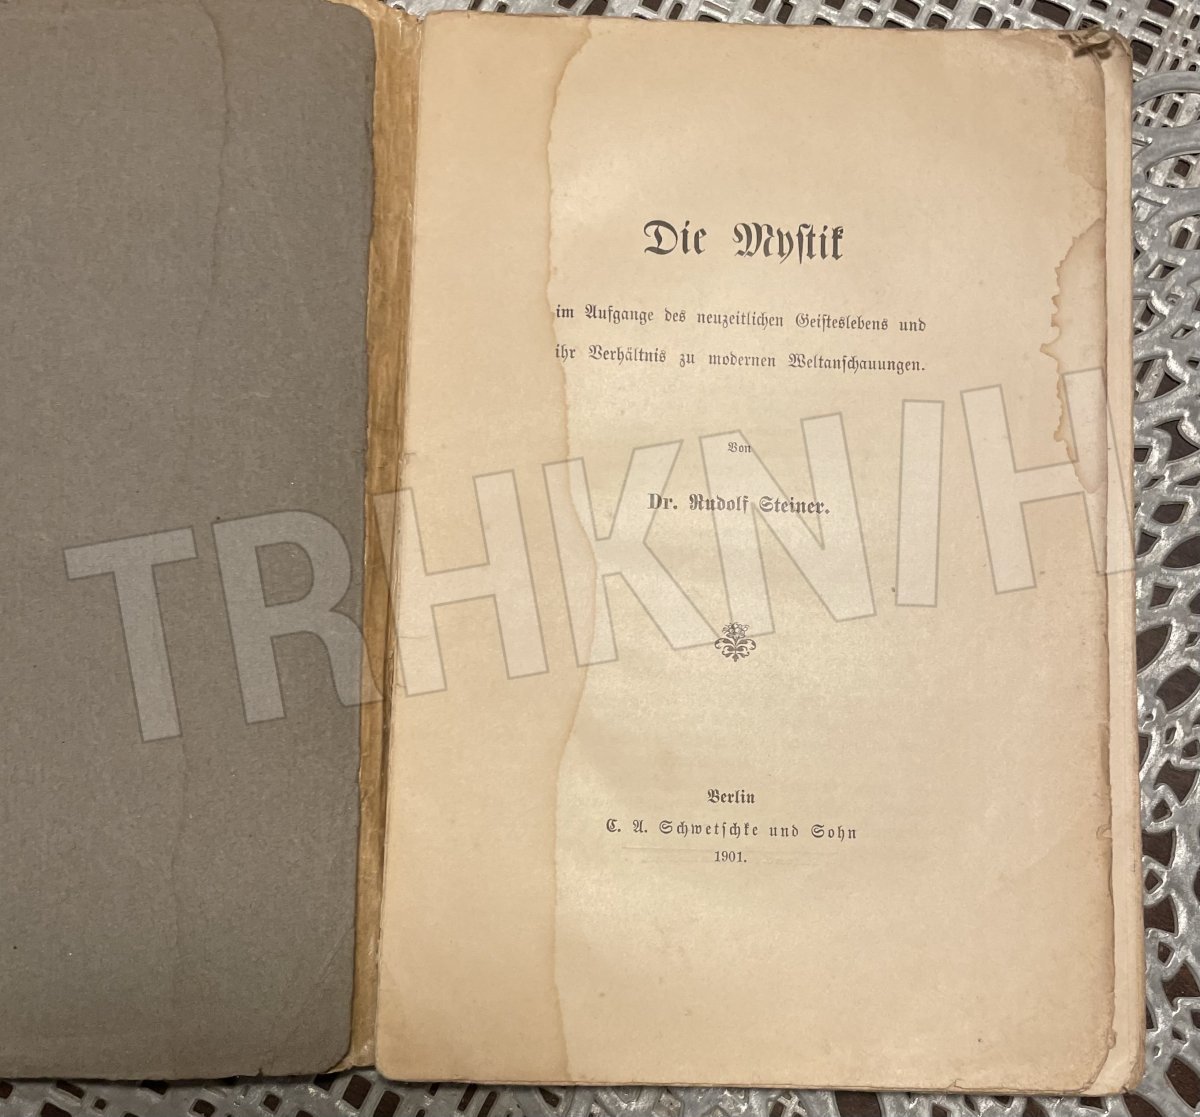 Die Mystik
im Aufgange des neuzeitlichen Geisteslebens und
ihr Verhältnis zu modernen Weltanschauungen.
Von
Dr. Rudolf Steiner.
Berlin
C. A. Schwetschke und Sohn
1901.
TRHKNIH